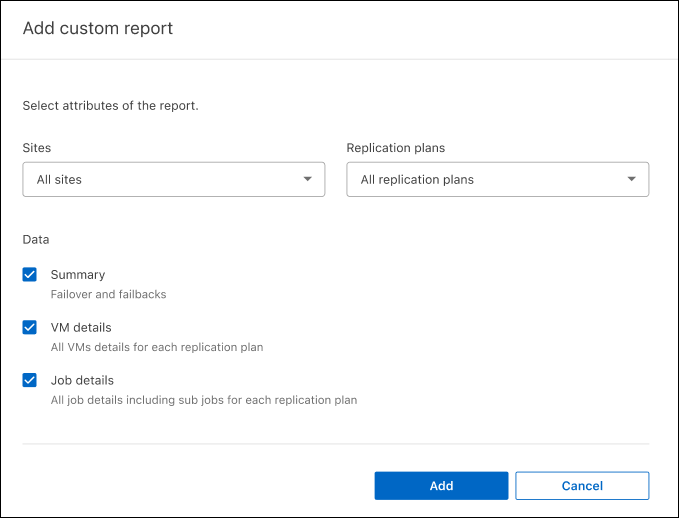 Add custom report
Select attributes of the report.
Sites
Replication plans
All sites
All replication plans
Data
Summary
Failover and failbacks
VM details
All VMs details for each replication plan
Job details
All job details including sub jobs for each replication plan
Add
Cancel